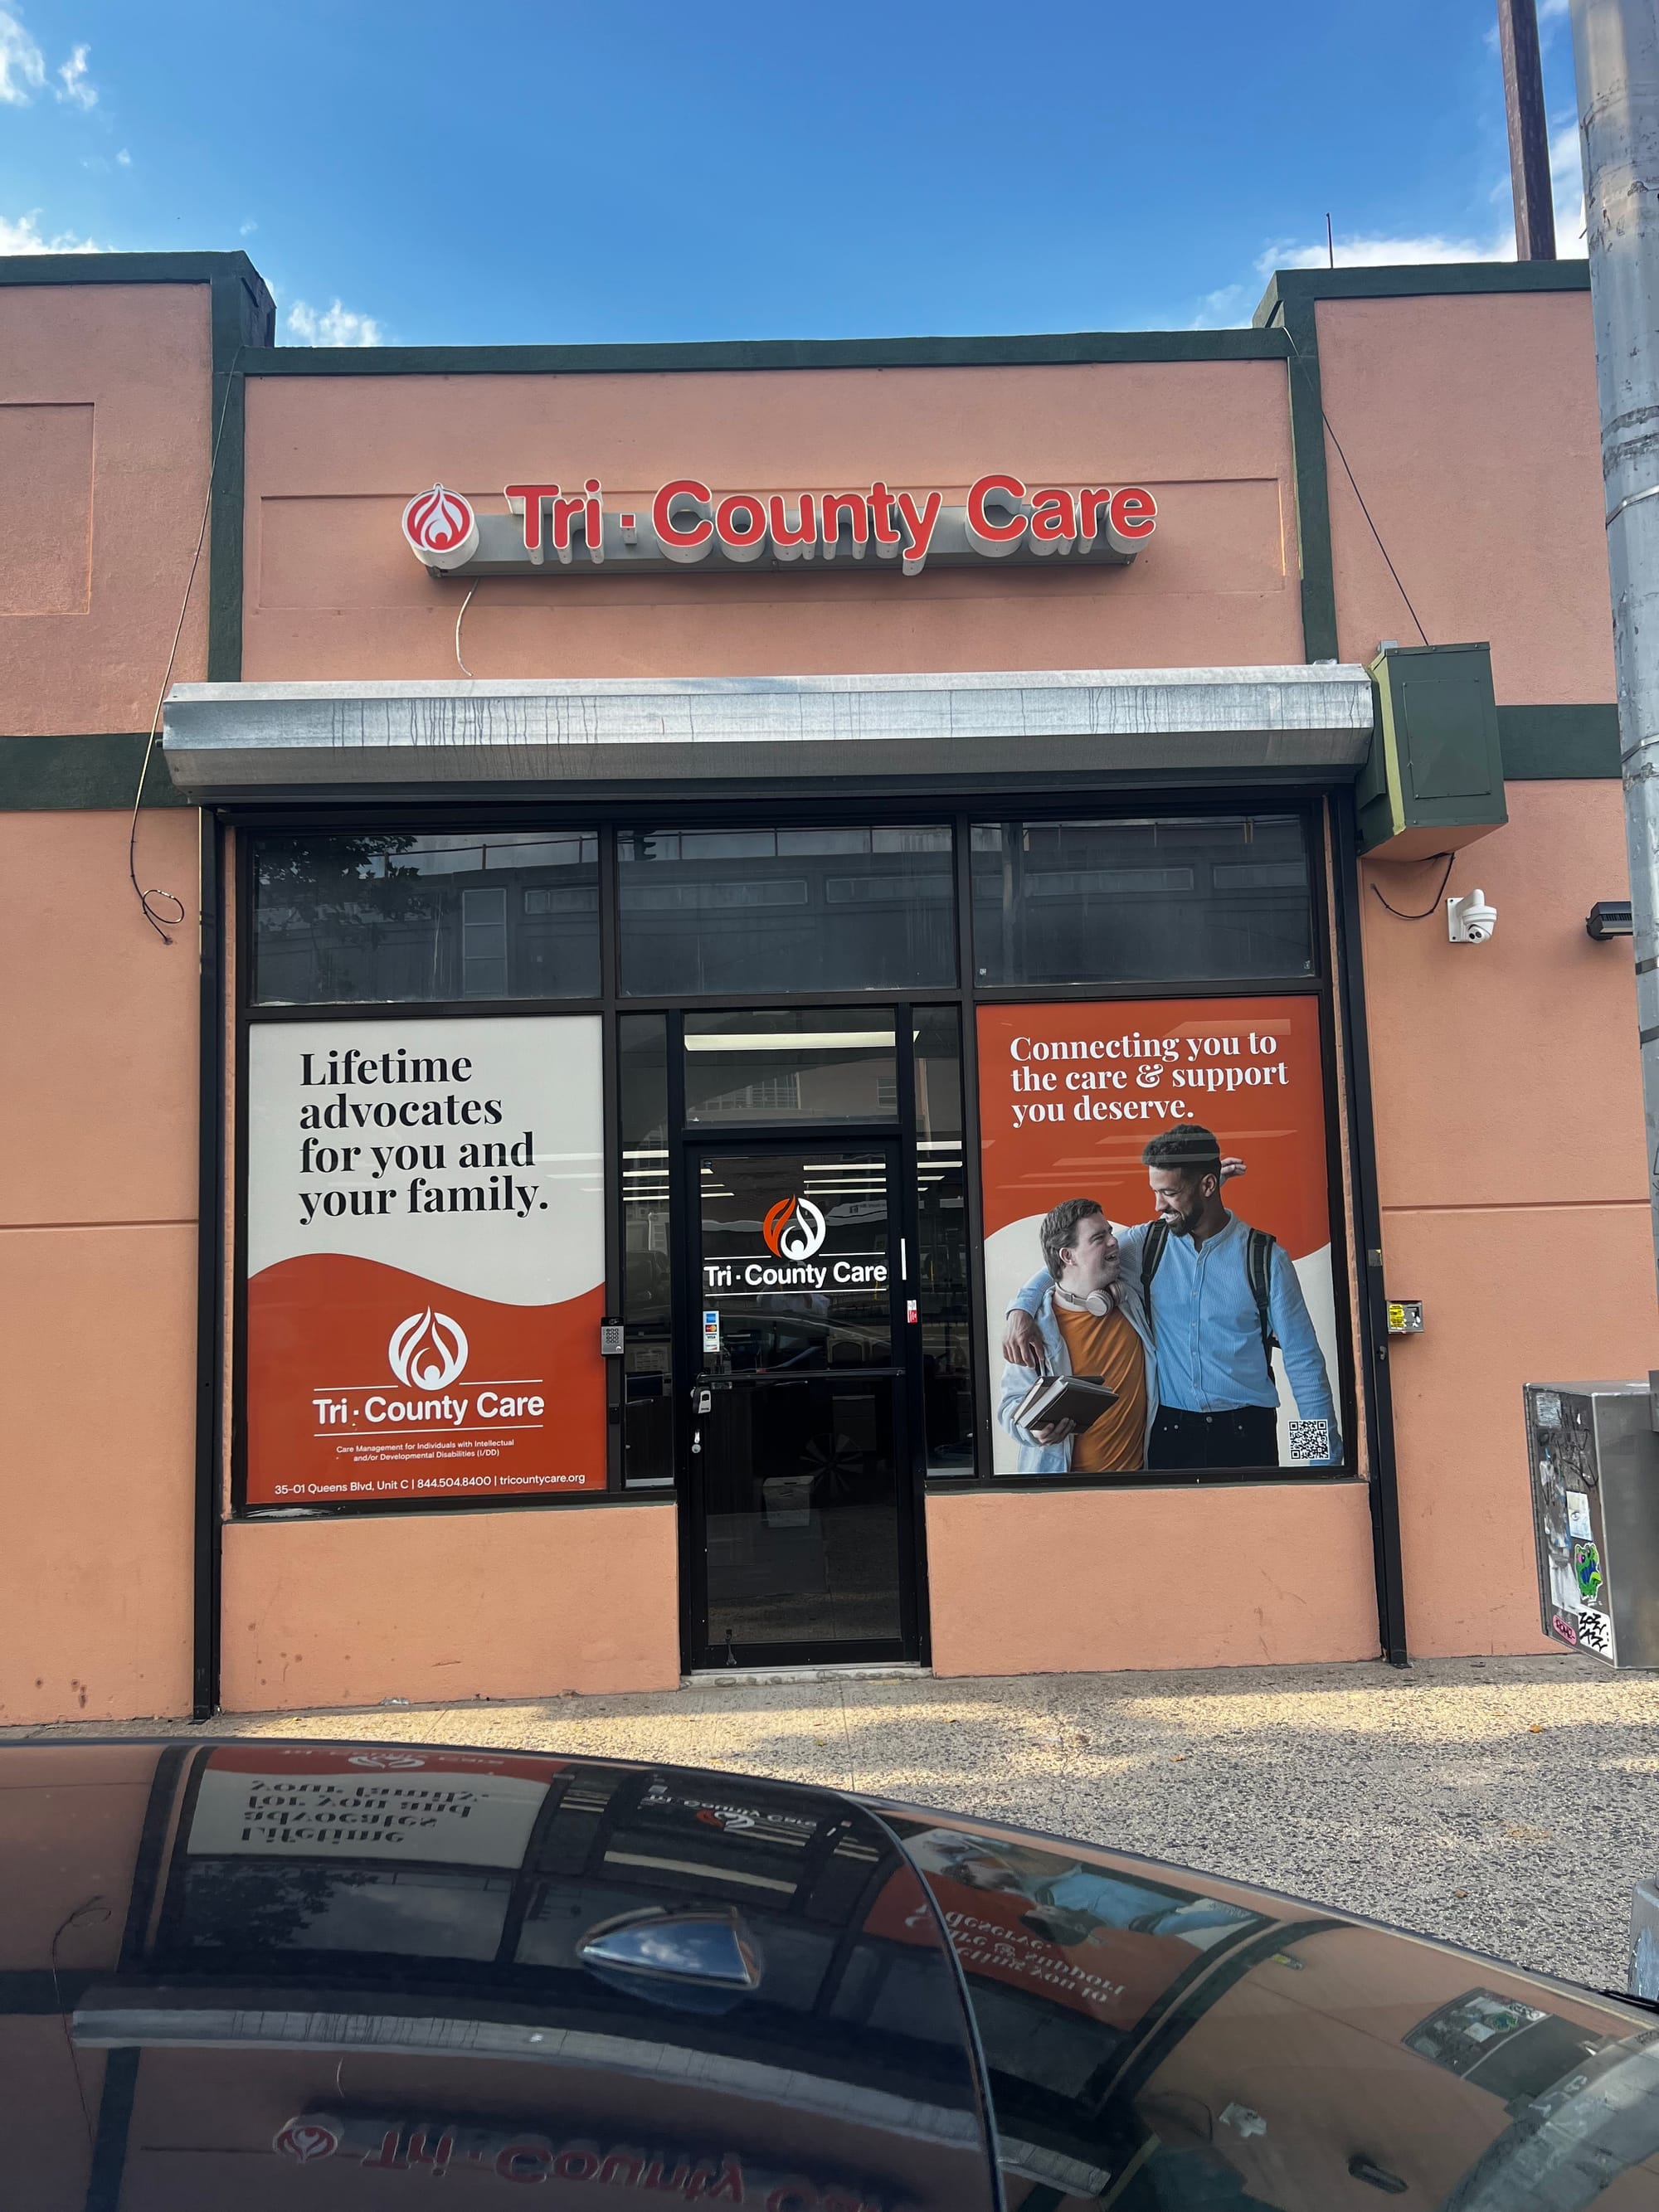 Tri · County Care
Lifetime
advocates
for you and
your family.
Tri · County Care
Care Management for Individuals with Intellectual
and/or Developmental Disabilities (I/DD)
35-01 Queens Blvd, Unit C | 844.504.8400 | tricountycare.org
Tri · County Care
Connecting you to
the care & support
you deserve.